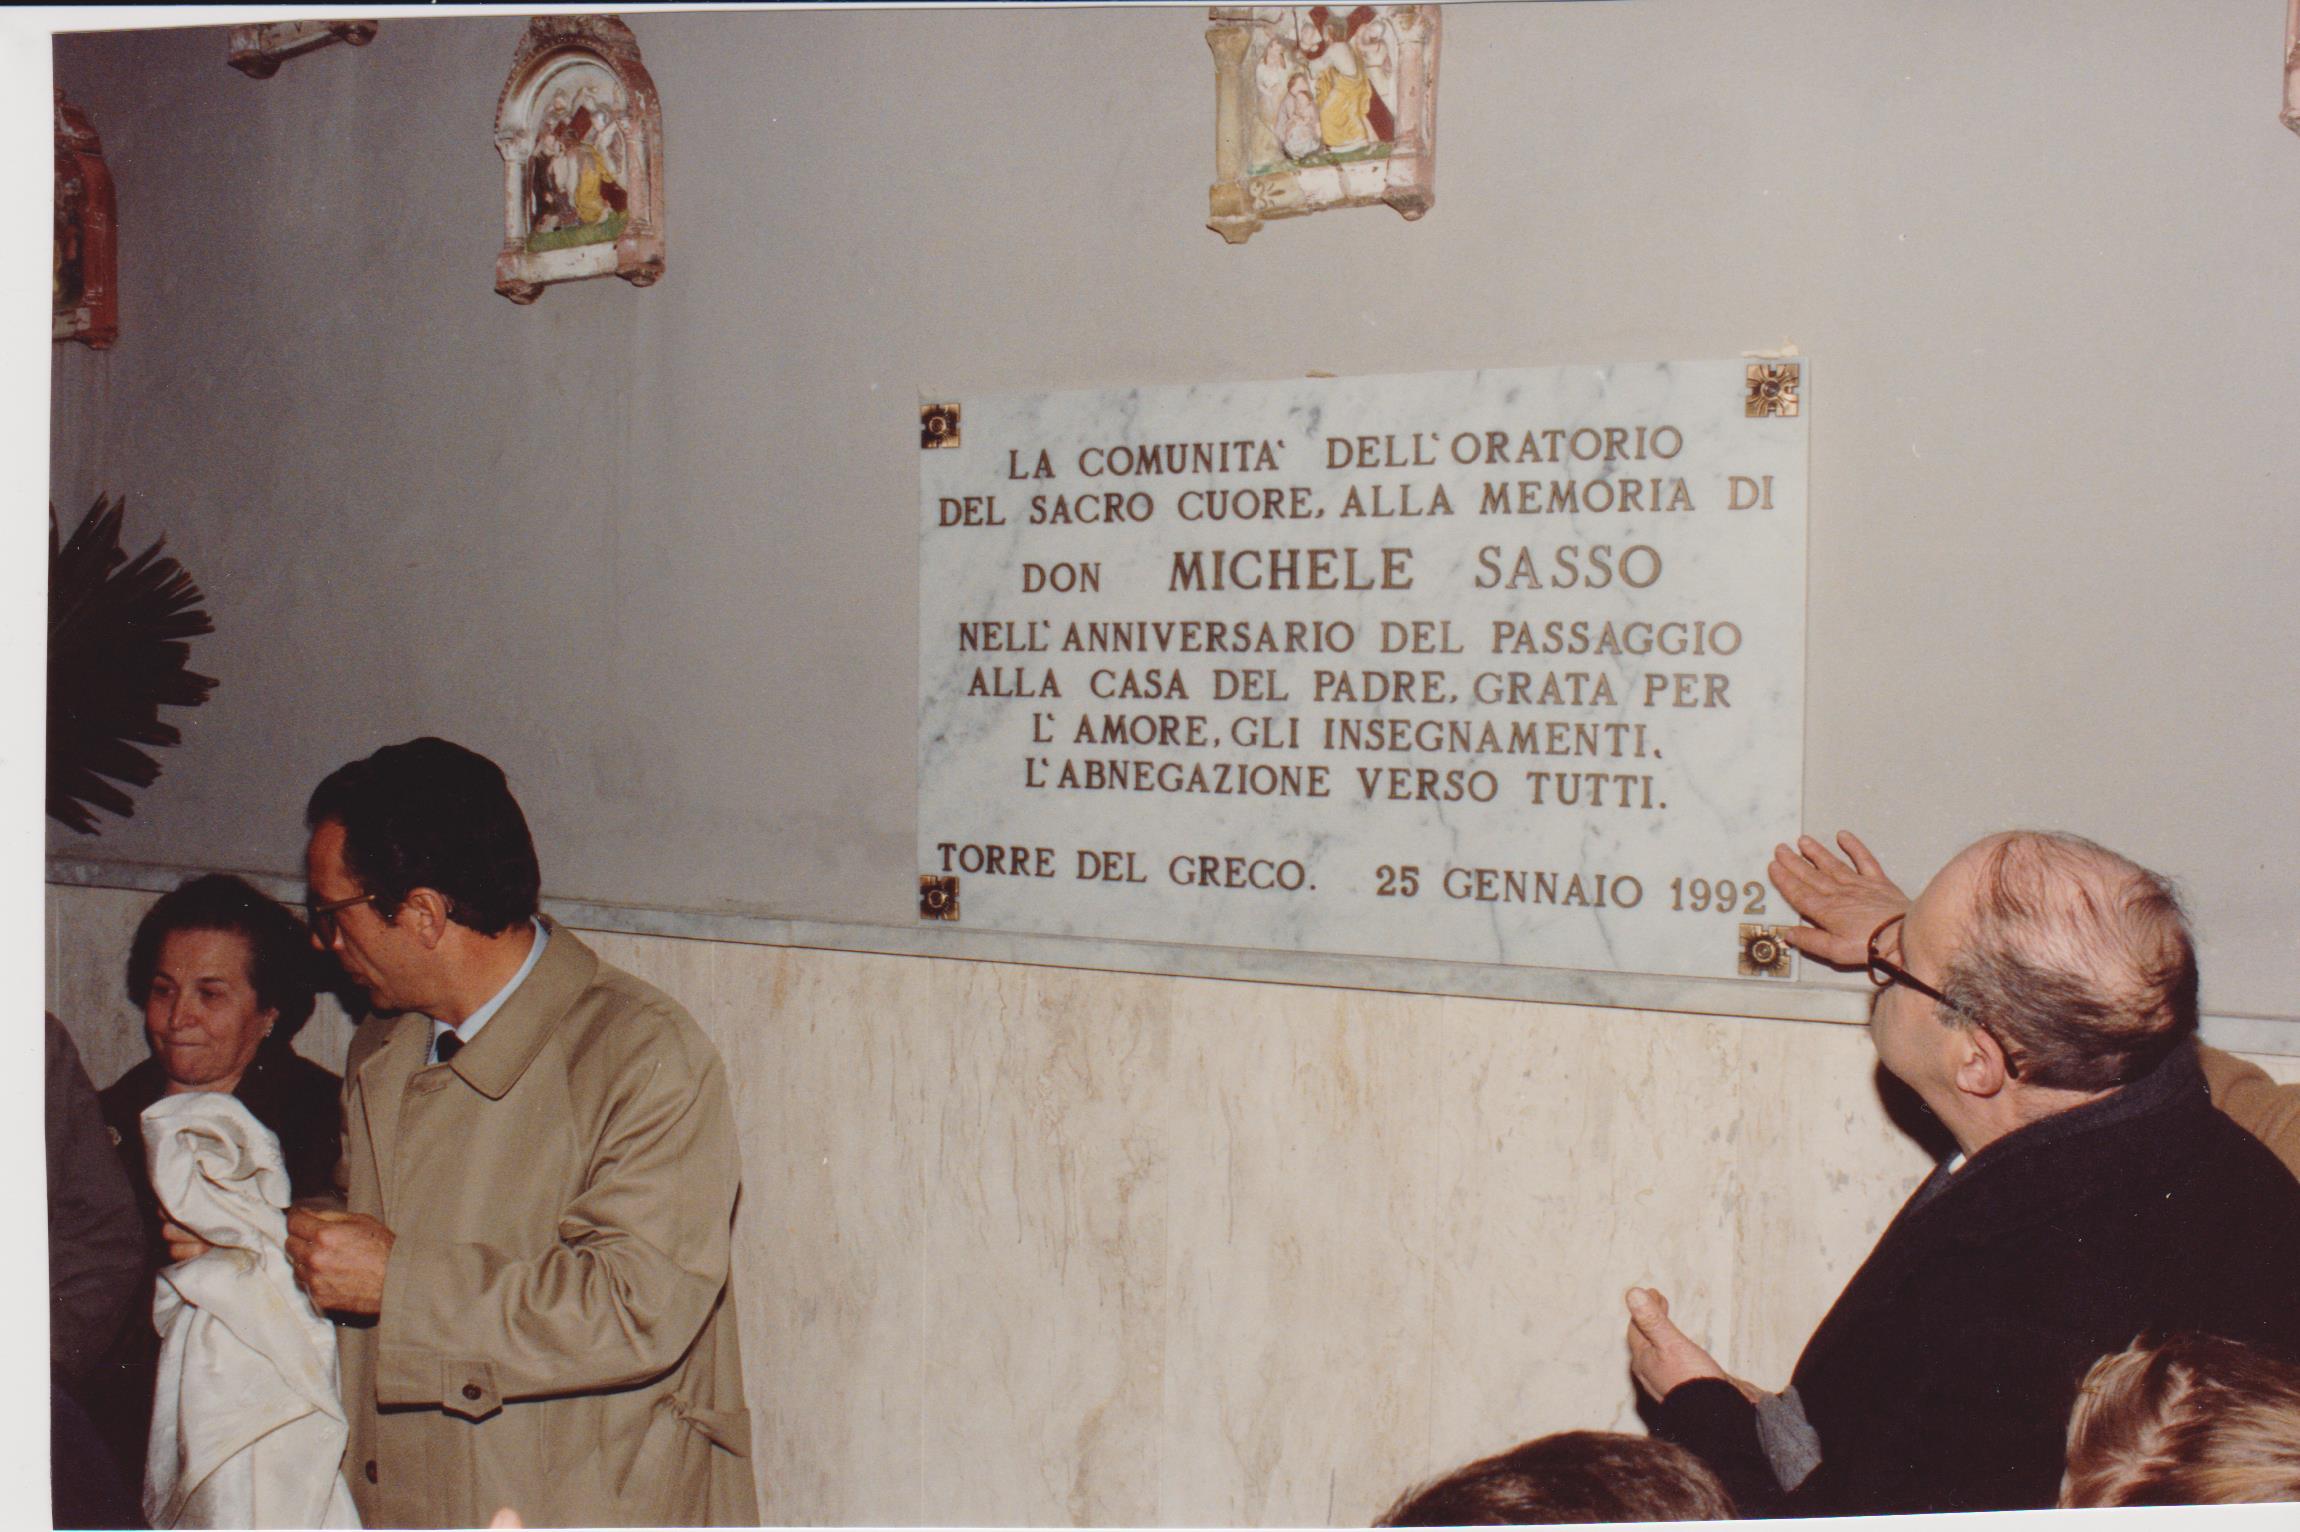 LA COMUNITA' DELL'ORATORIO
DEL SACRO CUORE, ALLA MEMORIA DI
DON MICHELE SASSO
NELL'ANNIVERSARIO DEL PASSAGGIO
ALLA CASA DEL PADRE, GRATA PER
L'AMORE, GLI INSEGNAMENTI,
L'ABNEGAZIONE VERSO TUTTI.
TORRE DEL GRECO. 25 GENNAIO 1992